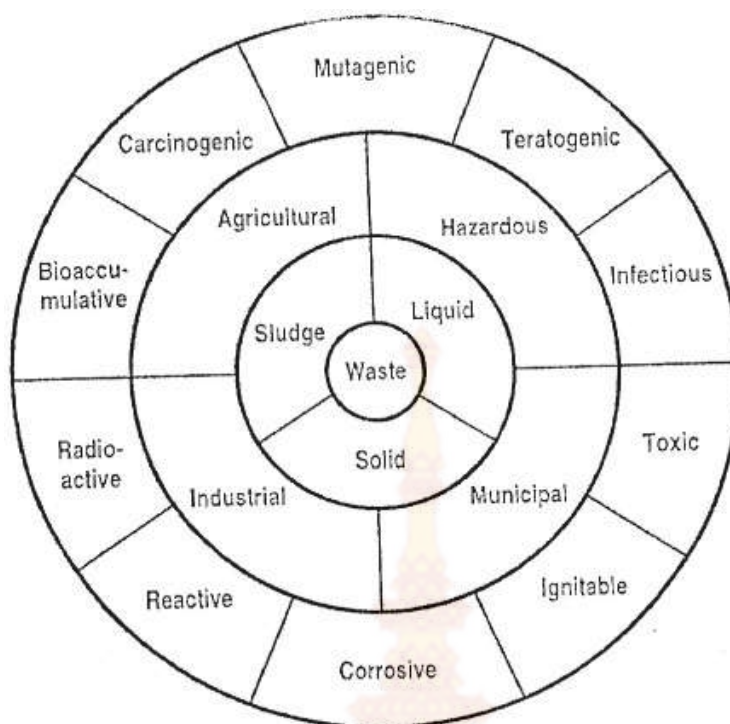 Mutagenic
Carcinogenic
Teratogenic
Agricultural
Hazardous
Bioaccu-
mulative
Infectious
Sludge
Liquid
Waste
Solid
Radio-
active
Toxic
Industrial
Municipal
Reactive
Ignitable
Corrosive